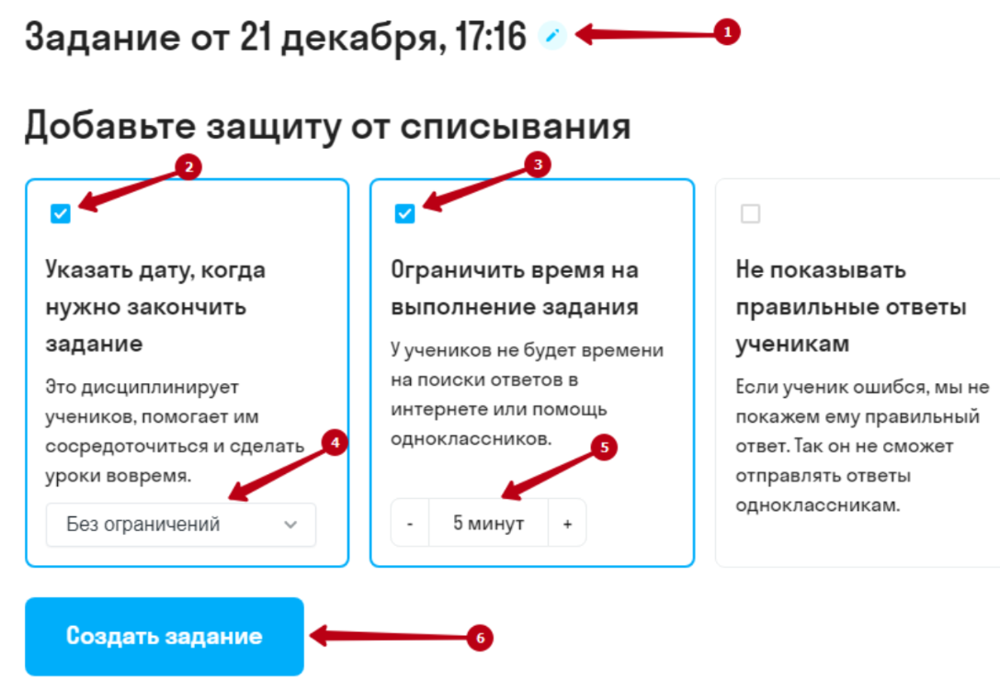 Задание от 21 декабря, 17:16
1
Добавьте защиту от списывания
2
Указать дату, когда
нужно закончить
задание
Это дисциплинирует
учеников, помогает им
сосредоточиться и сделать
уроки вовремя.
4
Без ограничений
3
Ограничить время на
выполнение задания
У учеников не будет времени
на поиски ответов в
интернете или помощь
одноклассников.
5
- 5 минут +
Не показывать
правильные ответы
ученикам
Если ученик ошибся, мы не
покажем ему правильный
ответ. Так он не сможет
отправлять ответы
одноклассникам.
Создать задание
6